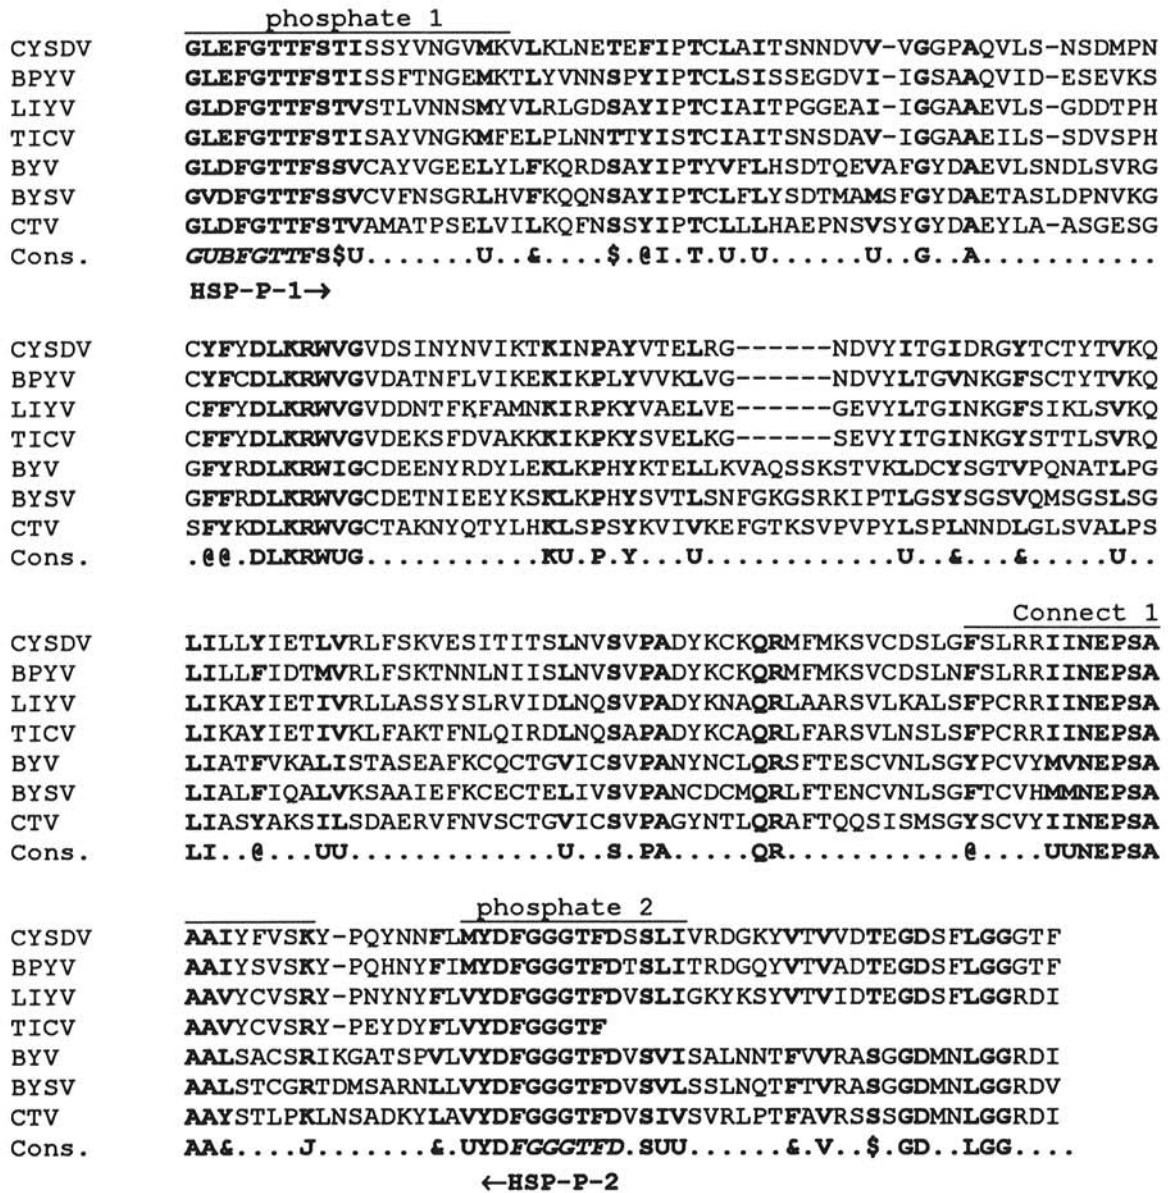 phosphate 1
CYSDV GLEFGTTFSTISSYVNGVMKVLKLNETEFIPTCLAITSNNDVV-VGGPAQVLS-NSDMPN
BPYV GLEFGTTFSTISSFTNGEMKTLYVNNSPYIPTCLSISSEGDVI-IGSAAQVID-ESEVKS
LIYV GLDFGTTFSTVSTLVNNSMYVLRLGDSAYIPTCIAITPGGEAI-IGGAAEVLS-GDDTPH
TICV GLEFGTTFSTISAYVNGKMFELPLNNTTYISTCIAITSNSDAV-IGGAAEILS-SDVSPH
BYV GLDFGTTFSSVCAYVGEELYLFKQRDSAYIPTYVFLHSDTQEVAFGYDAEVLSNDLSVRG
BYSV GVDFGTTFSSVCVFNSGRLHVFKQQNSAYIPTCLFLYSDTMAMSFGYDAETASLDPNVKG
CTV GLDFGTTFSTVAMATPSELVILKQFNSSYIPTCLLLHAEPNSVSYGYDAEYLA-ASGESG
Cons. GUBFGTTFS$U.......U..&....$.@I.T.U.U......U..G..A...........
HSP-P-1→
CYSDV CYFYDLKRWVGVDSINYNVIKTKINPAYVTELRG------NDVYITGIDRGYTCTYTVKQ
BPYV CYFCDLKRWVGVDATNFLVIKEKIKPLYVVKLVG------NDVYLTGVNKGFSCTYTVKQ
LIYV CFFYDLKRWVGVDDNTFKFAMNKIRPKYVAELVE------GEVYLTGINKGFSIKLSVKQ
TICV CFFYDLKRWVGVDEKSFDVAKKKIKPKYSVELKG------SEVYITGINKGYSTTLSVRQ
BYV GFYRDLKRWIGCDEENYRDYLEKLKPHYKTELLKVAQSSKSTVKLDCYSGTVPQNATLPG
BYSV GFFRDLKRWVGCDETNIEEYKSKLKPHYSVTLSNFGKGSRKIPTLGSYSGSVQMSGSLSG
CTV SFYKDLKRWVGCTAKNYQTYLHKLSPSYKVIVKEFGTKSVPVPYLSPLNNDLGLSVALPS
Cons. .@@.DLKRWUG...........KU.P.Y...U............U..&...&.....U..
Connect 1
CYSDV LILLYIETLVRLFSKVESITITSLNVSVPADYKCKQRMFMKSVCDSLGFSLRRIINEPSA
BPYV LILLFIDTMVRLFSKTNNLNIISLNVSVPADYKCKQRMFMKSVCDSLNFSLRRIINEPSA
LIYV LIKAYIETIVRLLASSYSLRVIDLNQSVPADYKNAQRLAARSVLKALSFPCRRIINEPSA
TICV LIKAYIETIVKLFAKTFNLQIRDLNQSAPADYKCAQRLFARSVLNSLSFPCRRIINEPSA
BYV LIATFVKALISTASEAFKCQCTGVICSVPANYNCLQRSFTESCVNLSGYPCVYMVNEPSA
BYSV LIALFIQALVKSAAIEFKCECTELIVSVPANCDCMQRLFTENCVNLSGFTCVHMMNEPSA
CTV LIASYAKSILSDAERVFNVSCTGVICSVPAGYNTLQRAFTQQSISMSGYSCVYIINEPSA
Cons. LI..@...UU............U..S.PA.....QR...........@....UUNEPSA
phosphate 2
CYSDV AAIYFVSKY-PQYNNFLMYDFGGGTFDSSLIVRDGKYVTVVDTEGDSFLGGGTF
BPYV AAIYSVSKY-PQHNYFIMYDFGGGTFDTSLITRDGQYVTVADTEGDSFLGGGTF
LIYV AAVYCVSRY-PNYNYFLVYDFGGGTFDVSLIGKYKSYVTVIDTEGDSFLGGRDI
TICV AAVYCVSRY-PEYDYFLVYDFGGGTF
BYV AALSACSRIKGATSPVLVYDFGGGTFDVSVISALNNTFVVRASGGDMNLGGRDI
BYSV AALSTCGRTDMSARNLLVYDFGGGTFDVSVLSSLNQTFTVRASGGDMNLGGRDV
CTV AAYSTLPKLNSADKYLAVYDFGGGTFDVSIVSVRLPTFAVRSSSGDMNLGGRDI
Cons. AA&....J.......&.UYDFGGGTFD.SUU......&.V..$.GD..LGG....
←HSP-P-2